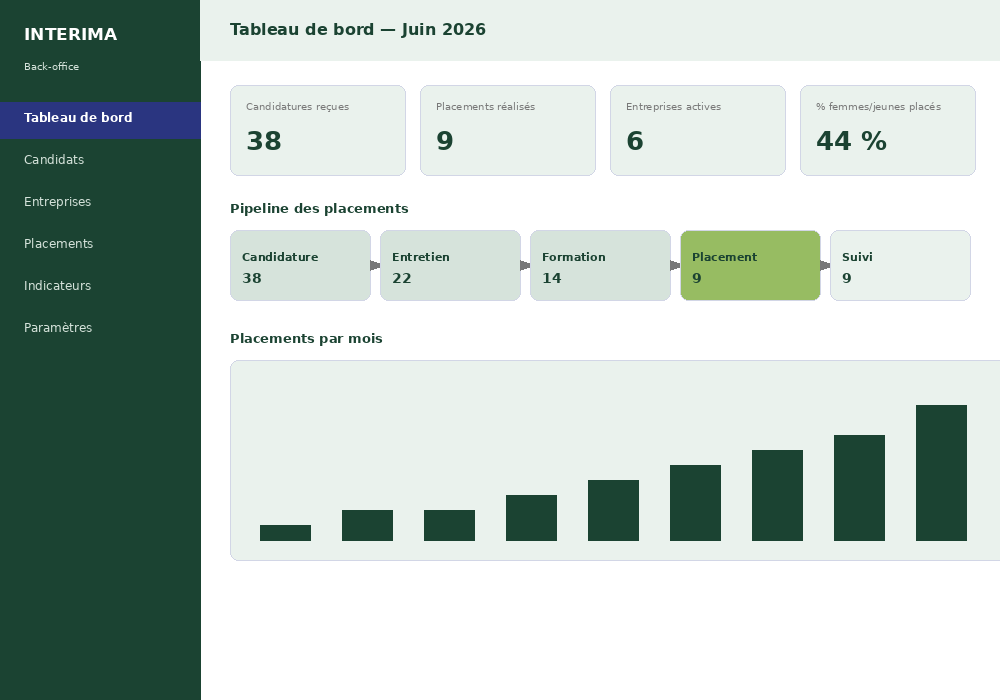 INTERIMA
Back-office
Tableau de bord
Candidats
Entreprises
Placements
Indicateurs
Paramètres
Tableau de bord — Juin 2026
Candidatures reçues
38
Placements réalisés
9
Entreprises actives
6
% femmes/jeunes placés
44 %
Pipeline des placements
Candidature
38
Entretien
22
Formation
14
Placement
9
Suivi
9
Placements par mois